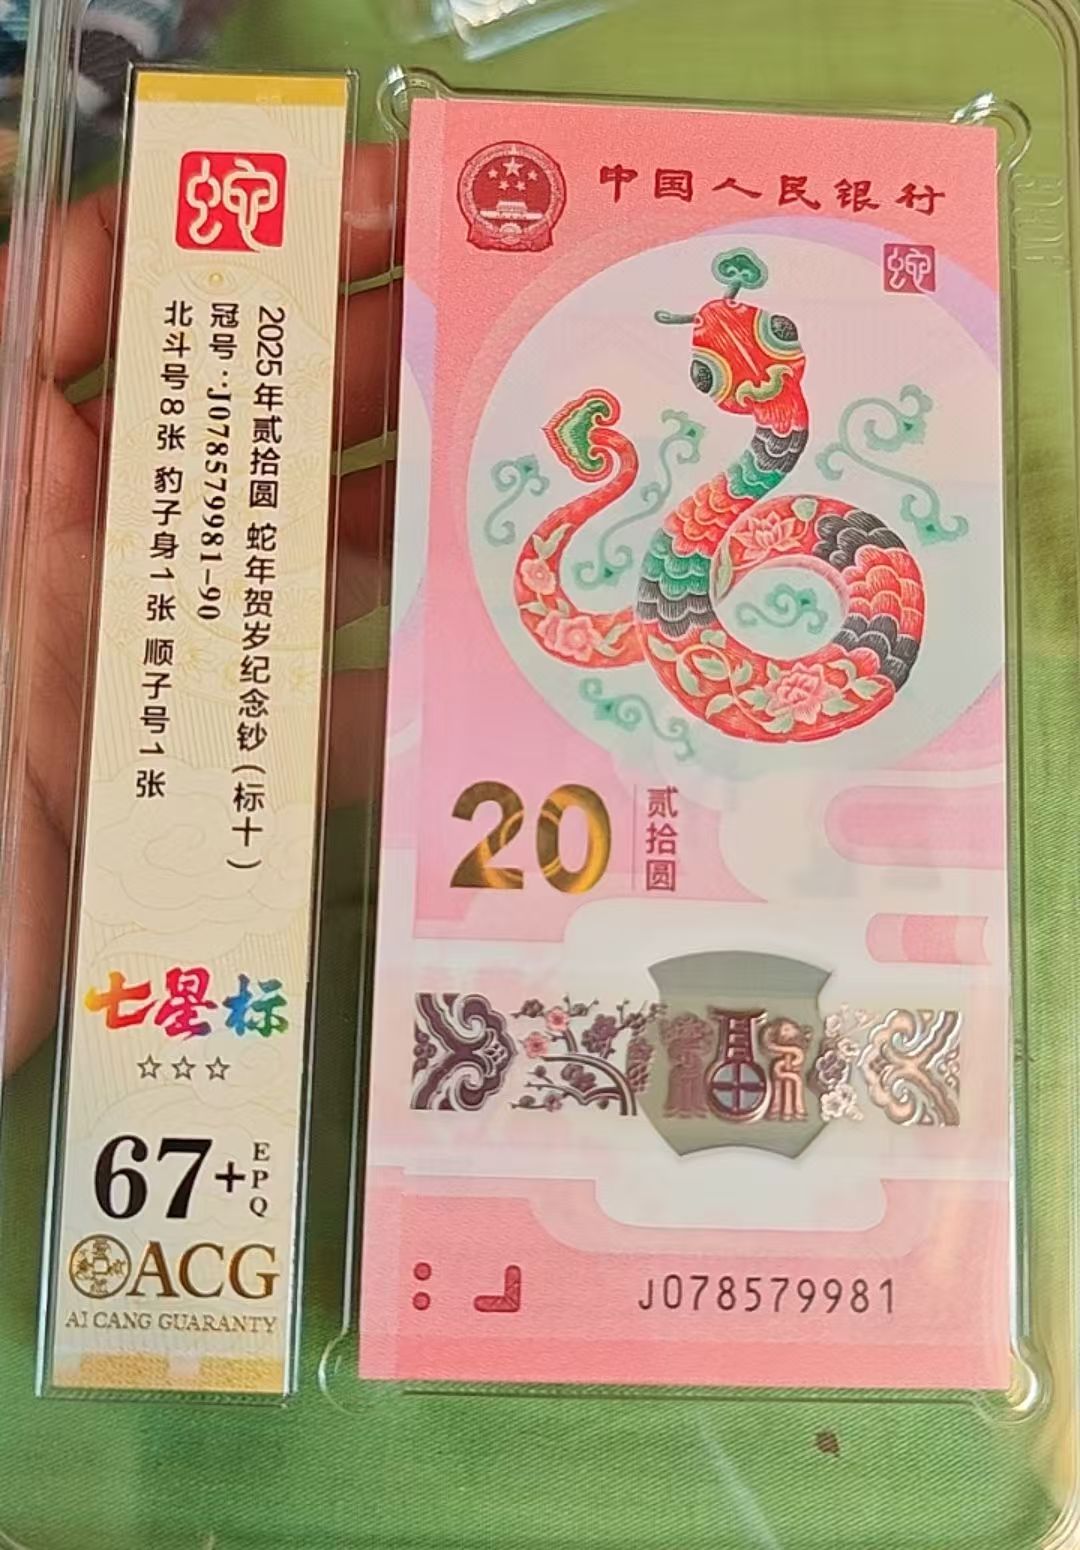 蛇
2025年贰拾圆 蛇年贺岁纪念钞(标十)
冠号:J078579981-90
北斗号8张 豹子身1张 顺子号1张
七星标
☆☆☆
67+
EPQ
ACG
AI CANG GUARANTY
中国人民银行
蛇
20
贰拾圆
J078579981